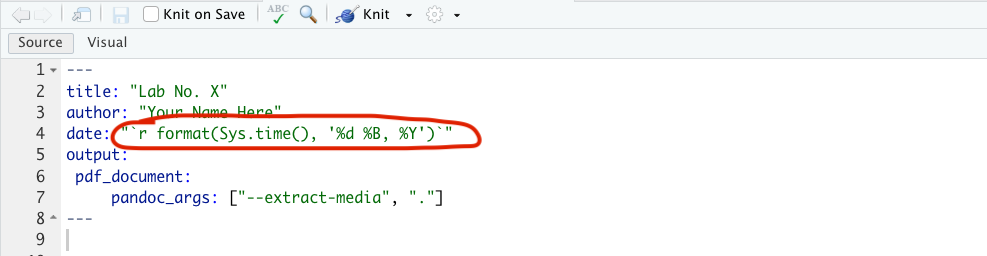 Knit on Save ABC Knit
Source Visual
1 ---
2 title: "Lab No. X"
3 author: "Your Name Here"
4 date: "`r format(Sys.time(), '%d %B, %Y')`"
5 output:
6 pdf_document:
7 pandoc_args: ["--extract-media", "."]
8 ---
9